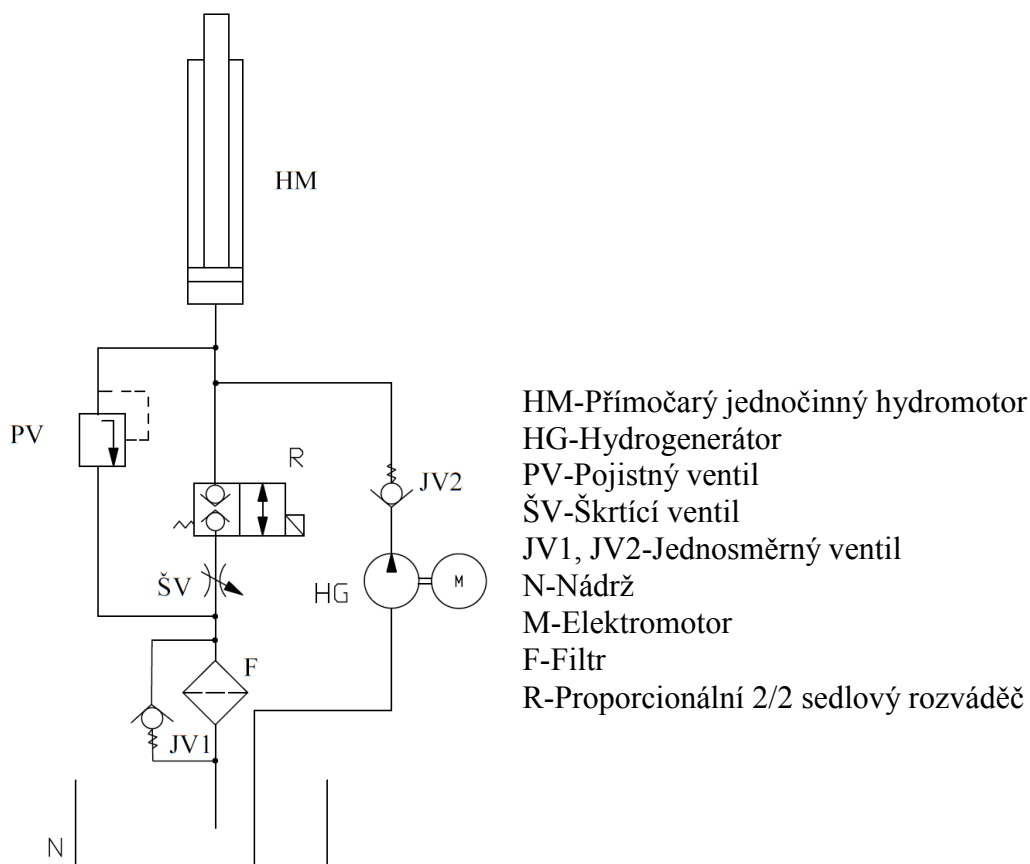 HM
PV
R
JV2
ŠV
HG
M
F
JV1
N
HM-Přímočarý jednočinný hydromotor
HG-Hydrogenerátor
PV-Pojistný ventil
ŠV-Škrtící ventil
JV1, JV2-Jednosměrný ventil
N-Nádrž
M-Elektromotor
F-Filtr
R-Proporcionální 2/2 sedlový rozváděč